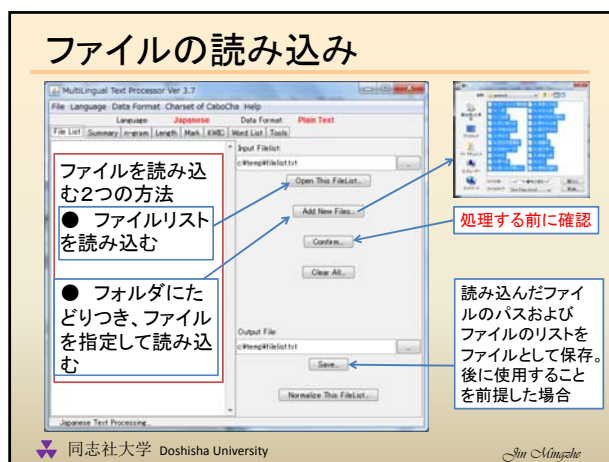 ファイルの読み込み
MultiLingual Text Processor Ver 3.7
File Language Data Format Charset of CaboCha Help
Language: Japanese Data Format: Plain Text
File List Summary n-gram Length Mark KWIC Word List Tools
ファイルを読み込
む2つの方法
● ファイルリスト
を読み込む
● フォルダにた
どりつき、ファイル
を指定して読み込
む
Input Filelist:
c:¥temp¥filelist.txt
...
Open This FileList...
Add New Files...
Confirm...
Clear All...
Output File:
c:¥temp¥filelist.txt
...
Save...
Normalize This FileList...
Japanese Text Processing...
処理する前に確認
読み込んだファイ
ルのパスおよび
ファイルのリストを
ファイルとして保存。
後に使用すること
を前提した場合
同志社大学 Doshisha University
Jin Mingzhe